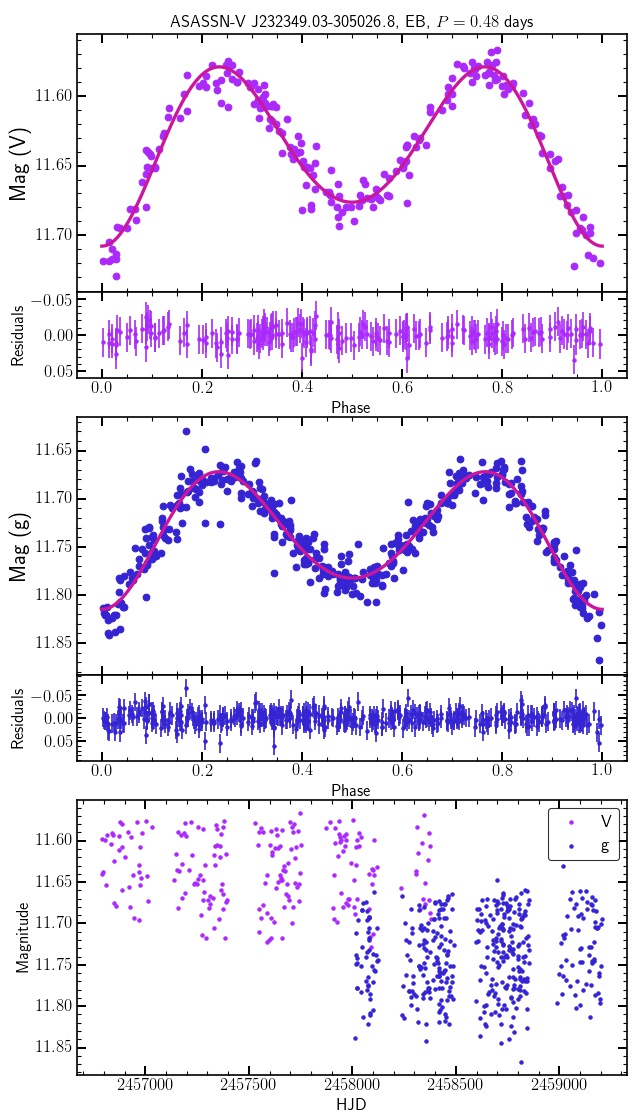 ASASSN-V J232349.03-305026.8, EB, P = 0.48 days
Mag (V)
11.60
11.65
11.70
Residuals
−0.05
0.00
0.05
0.0 0.2 0.4 0.6 0.8 1.0
Phase
Mag (g)
11.65
11.70
11.75
11.80
11.85
Residuals
−0.05
0.00
0.05
0.0 0.2 0.4 0.6 0.8 1.0
Phase
Magnitude
11.60
11.65
11.70
11.75
11.80
11.85
V
g
2457000 2457500 2458000 2458500 2459000
HJD